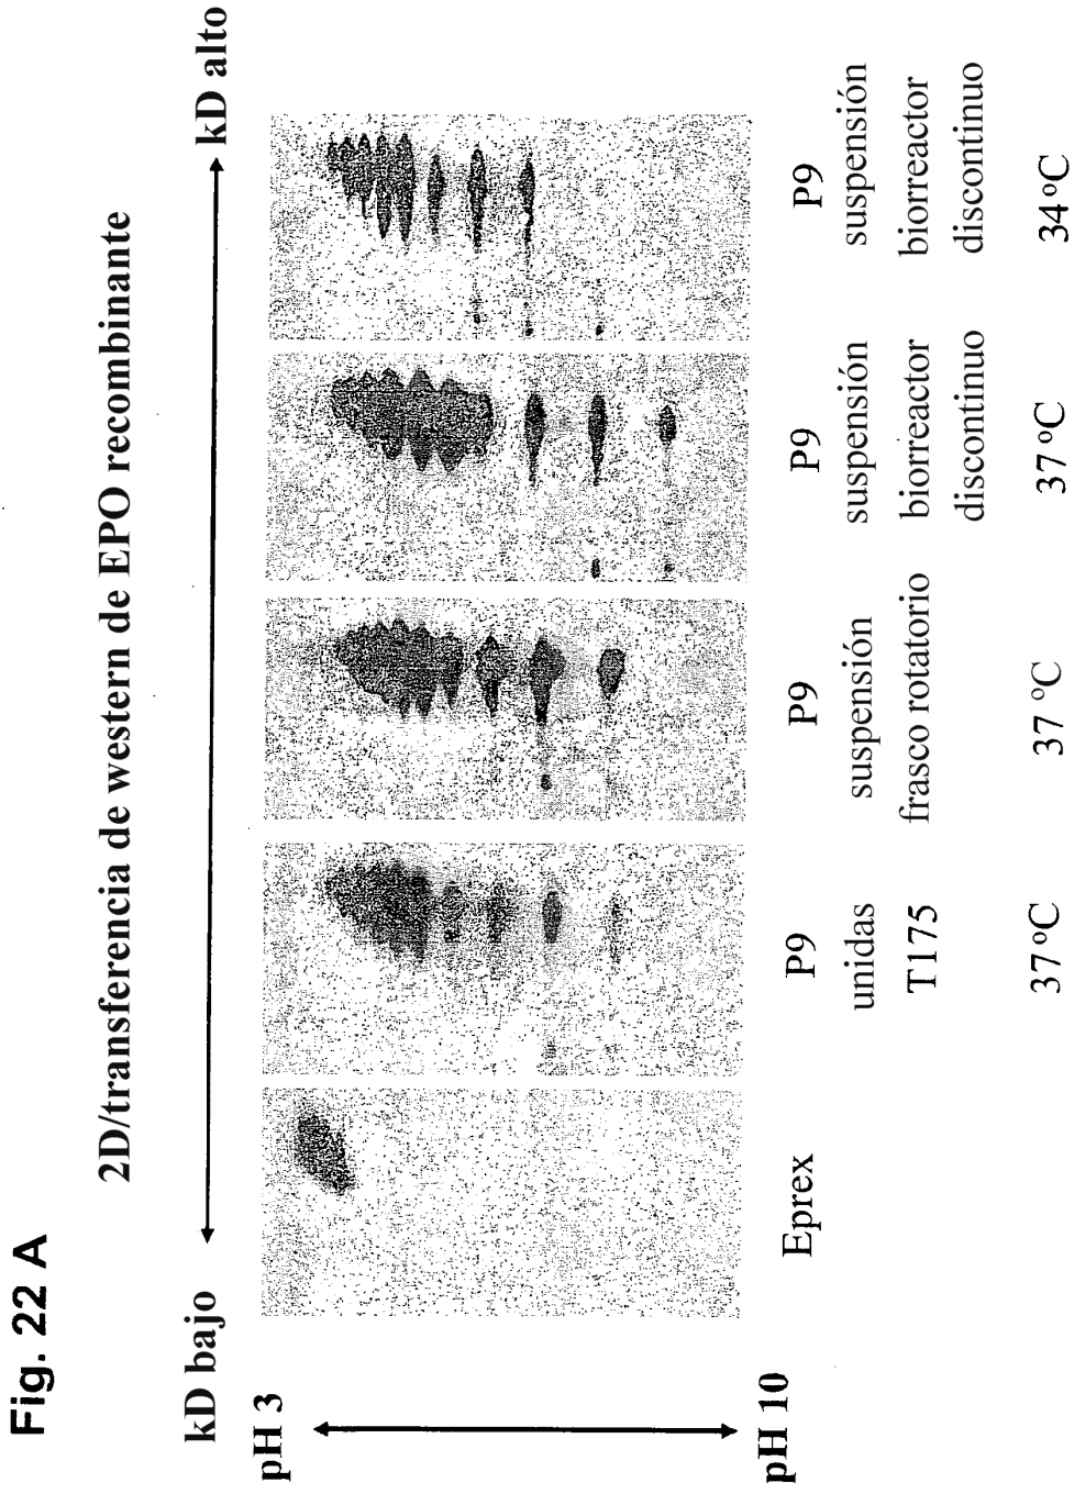 Fig. 22 A
2D/transferencia de western de EPO recombinante
kD bajo
kD alto
pH 3
pH 10
Eprex
P9
unidas
T175
37 ºC
P9
suspensión
frasco rotatorio
37 ºC
P9
suspensión
biorreactor
discontinuo
37 ºC
P9
suspensión
biorreactor
discontinuo
34 ºC